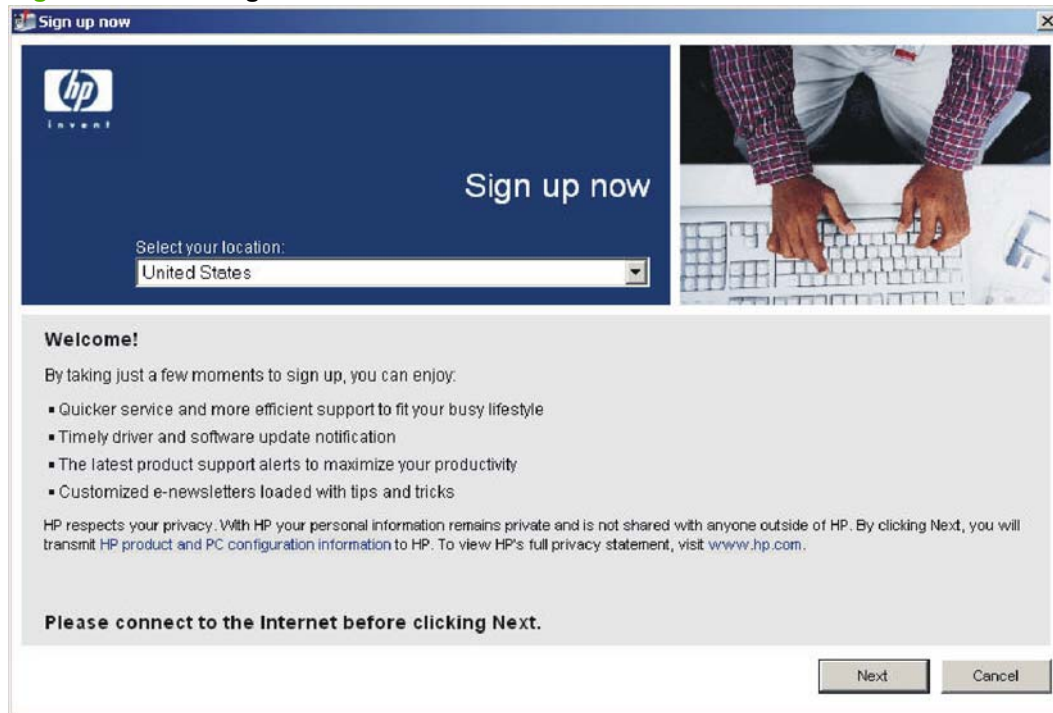 Sign up now
hp
invent
Sign up now
Select your location:
United States
Welcome!
By taking just a few moments to sign up, you can enjoy:
▪ Quicker service and more efficient support to fit your busy lifestyle
▪ Timely driver and software update notification
▪ The latest product support alerts to maximize your productivity
▪ Customized e-newsletters loaded with tips and tricks
HP respects your privacy. With HP your personal information remains private and is not shared with anyone outside of HP. By clicking Next, you will
transmit HP product and PC configuration information to HP. To view HP's full privacy statement, visit www.hp.com.
Please connect to the Internet before clicking Next.
Next
Cancel